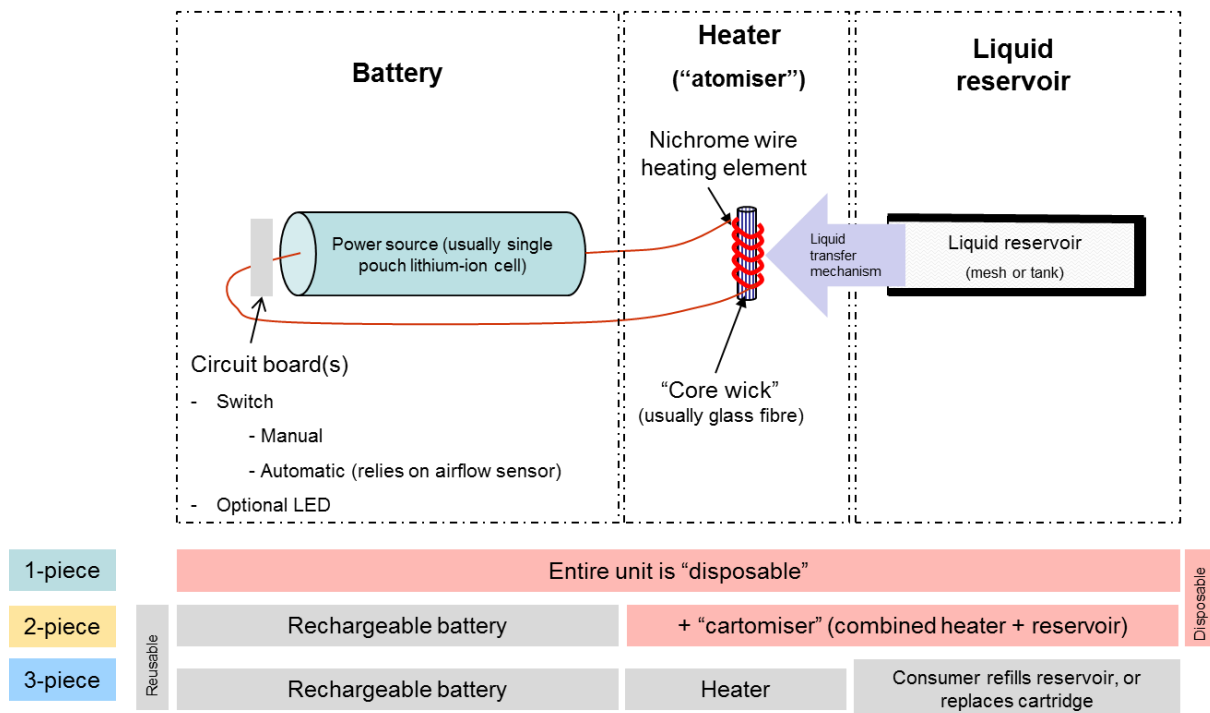 Battery
Heater
(“atomiser”)
Liquid
reservoir
Nichrome wire
heating element
Power source (usually single
pouch lithium-ion cell)
Liquid
transfer
mechanism
Liquid reservoir
(mesh or tank)
Circuit board(s)
- Switch
- Manual
- Automatic (relies on airflow sensor)
- Optional LED
“Core wick”
(usually glass fibre)
1-piece
Entire unit is “disposable”
Disposable
2-piece
Reusable
Rechargeable battery
+ “cartomiser” (combined heater + reservoir)
3-piece
Rechargeable battery
Heater
Consumer refills reservoir, or
replaces cartridge